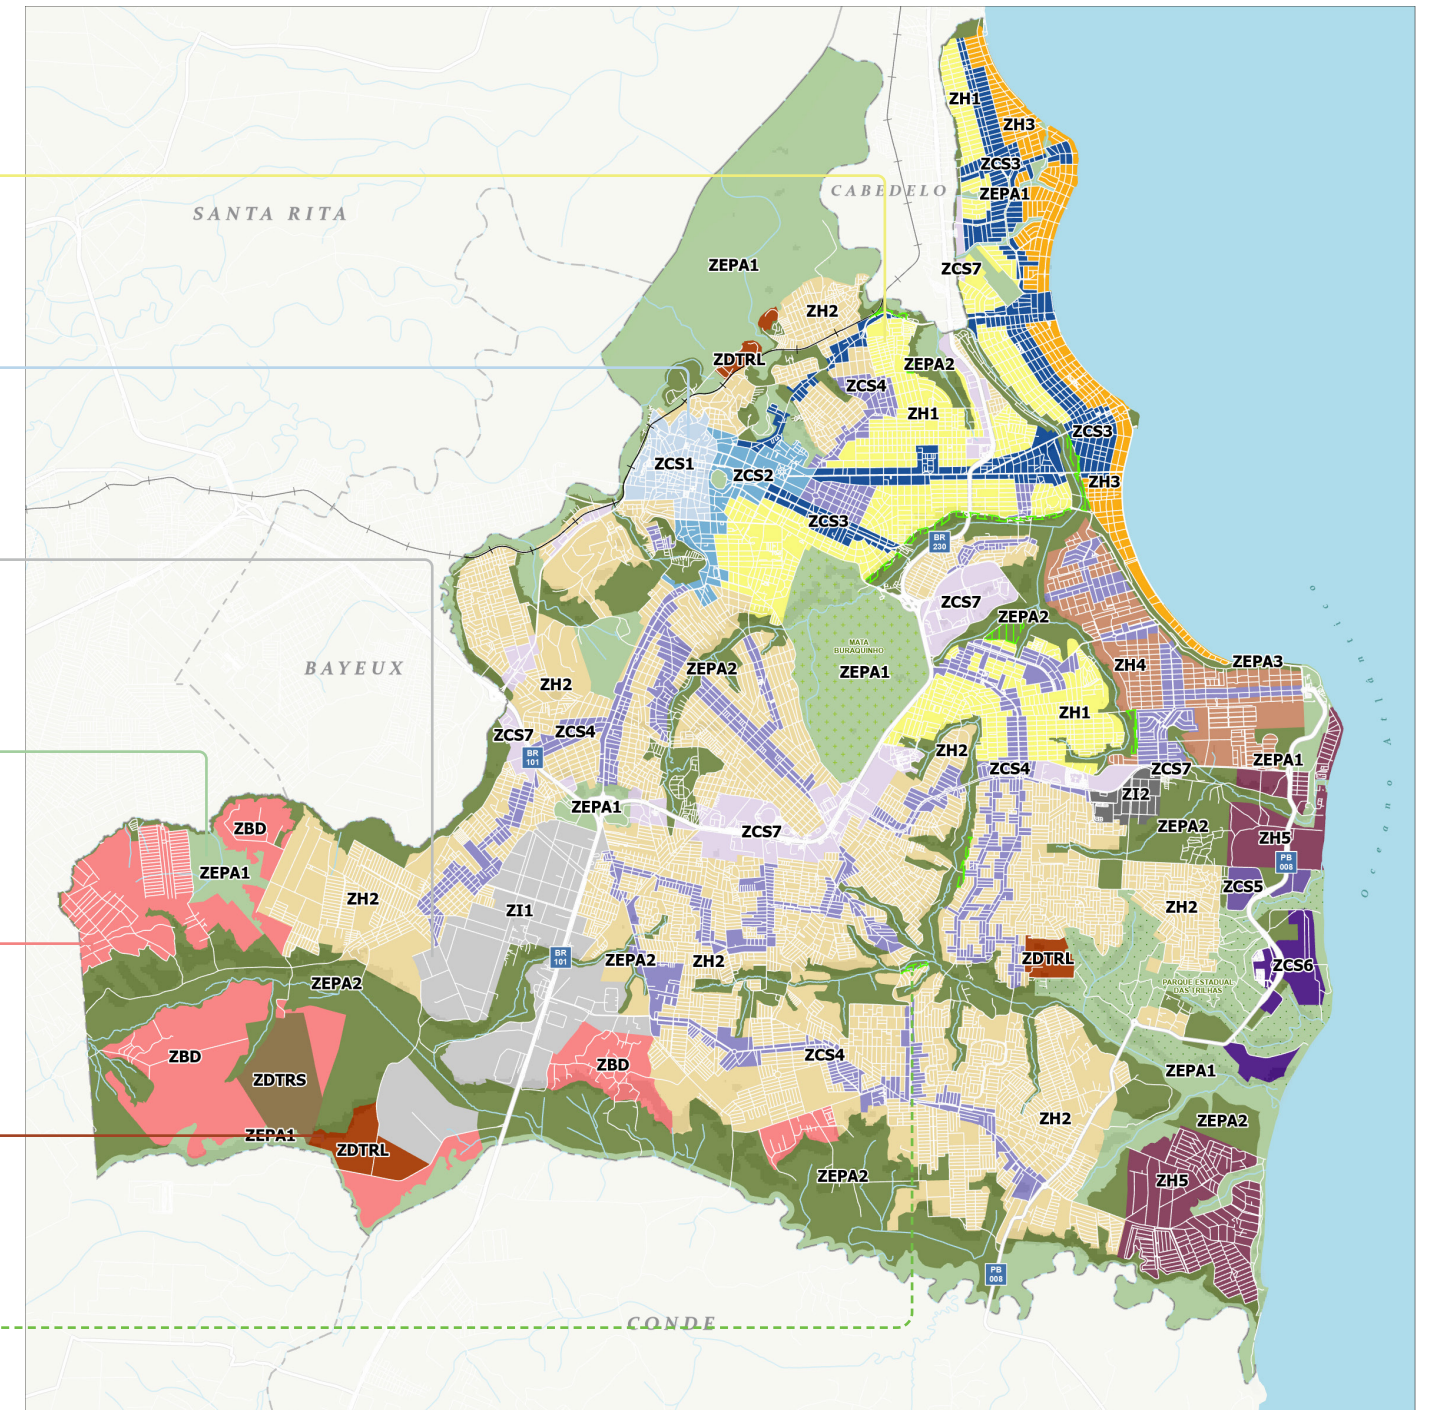 ZH1
ZH3
ZCS3
CABEDELO
ZEPA1
SANTA RITA
ZEPA1
ZCS7
ZH2
ZDTRL
ZEPA2
ZCS4
ZH1
ZCS3
ZCS1
ZCS2
ZH3
ZCS3
BR
230
ZCS7
ZEPA2
MATA
BURAQUINHO
ZEPA1
ZEPA2
ZH4
ZEPA3
BAYEUX
ZH2
ZH1
ZCS7
ZCS4
BR
101
ZH2
ZCS4
ZCS7
ZEPA1
Oceano Atlântico
ZI2
ZEPA1
ZCS7
ZBD
ZEPA2
ZH5
PB
008
ZEPA1
ZCS5
ZH2
ZI1
ZH2
BR
101
ZEPA2
ZH2
ZDTRL
ZCS6
ZEPA2
PARQUE ESTADUAL
DAS TRILHAS
ZBD
ZCS4
ZBD
ZEPA1
ZDTRS
ZH2
ZEPA2
ZEPA1
ZDTRL
ZEPA2
ZH5
PB
008
CONDE